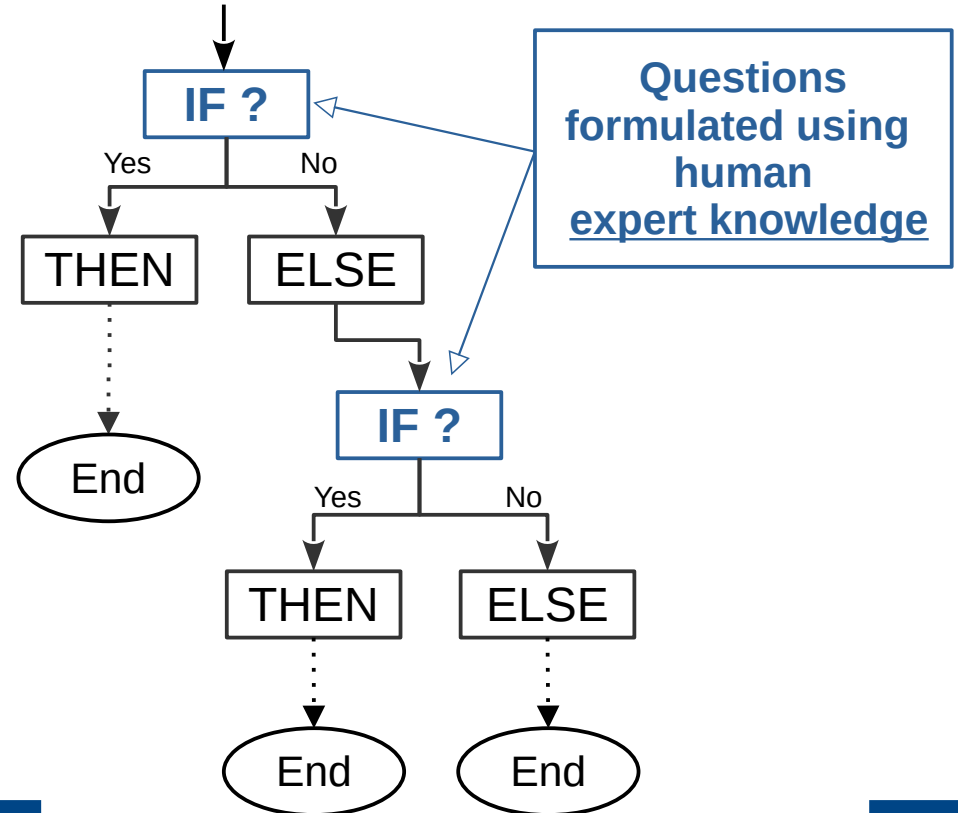 IF ?
Questions
formulated using
human
expert knowledge
Yes
No
THEN
ELSE
IF ?
End
Yes
No
THEN
ELSE
End
End